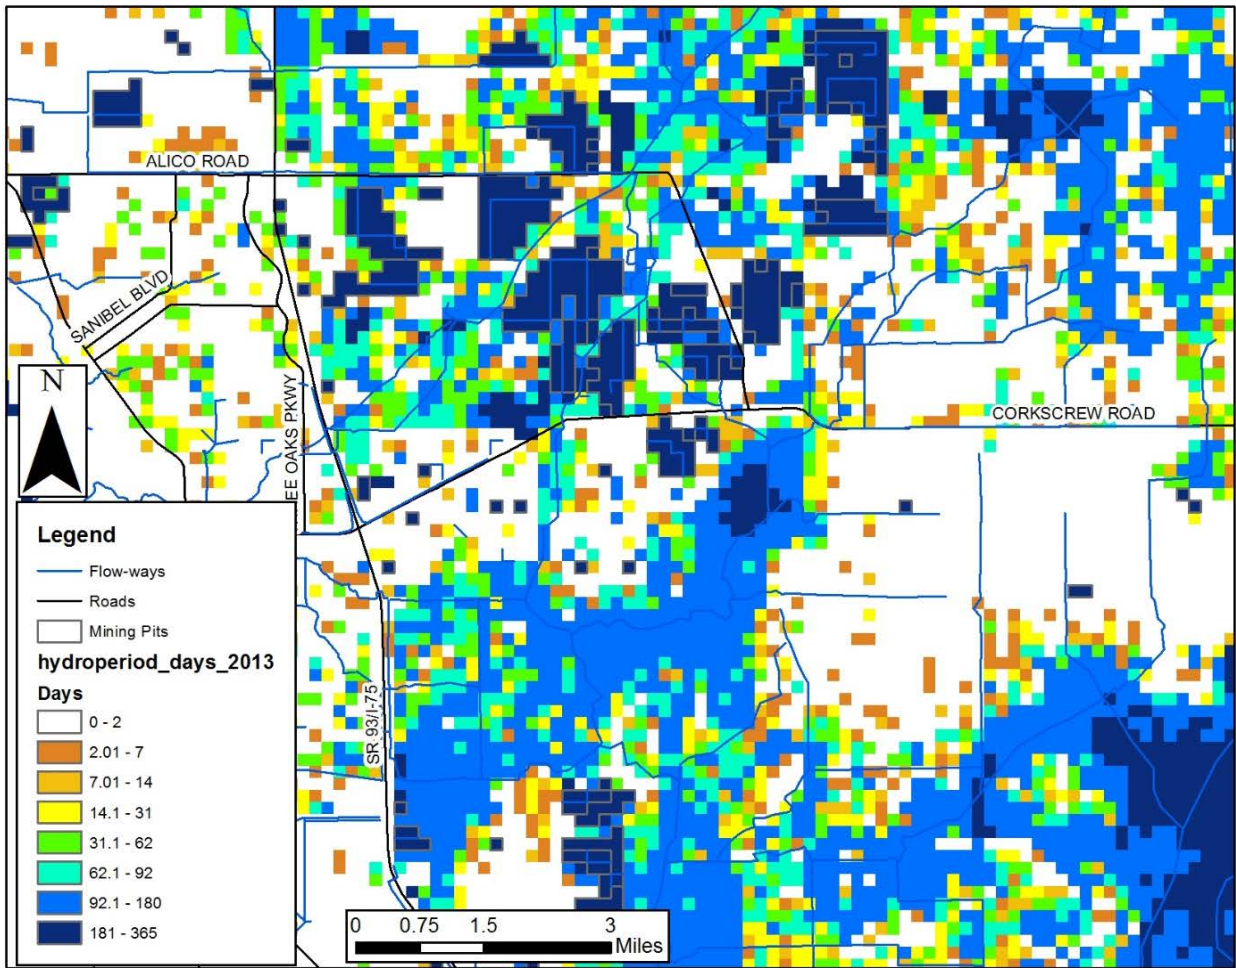 ALICO ROAD
SANIBEL BLVD
EE OAKS PKWY
CORKSCREW ROAD
N
SR 93/I-75
Legend
Flow-ways
Roads
Mining Pits
hydroperiod_days_2013
Days
0 - 2
2.01 - 7
7.01 - 14
14.1 - 31
31.1 - 62
62.1 - 92
92.1 - 180
181 - 365
0 0.75 1.5 3
Miles